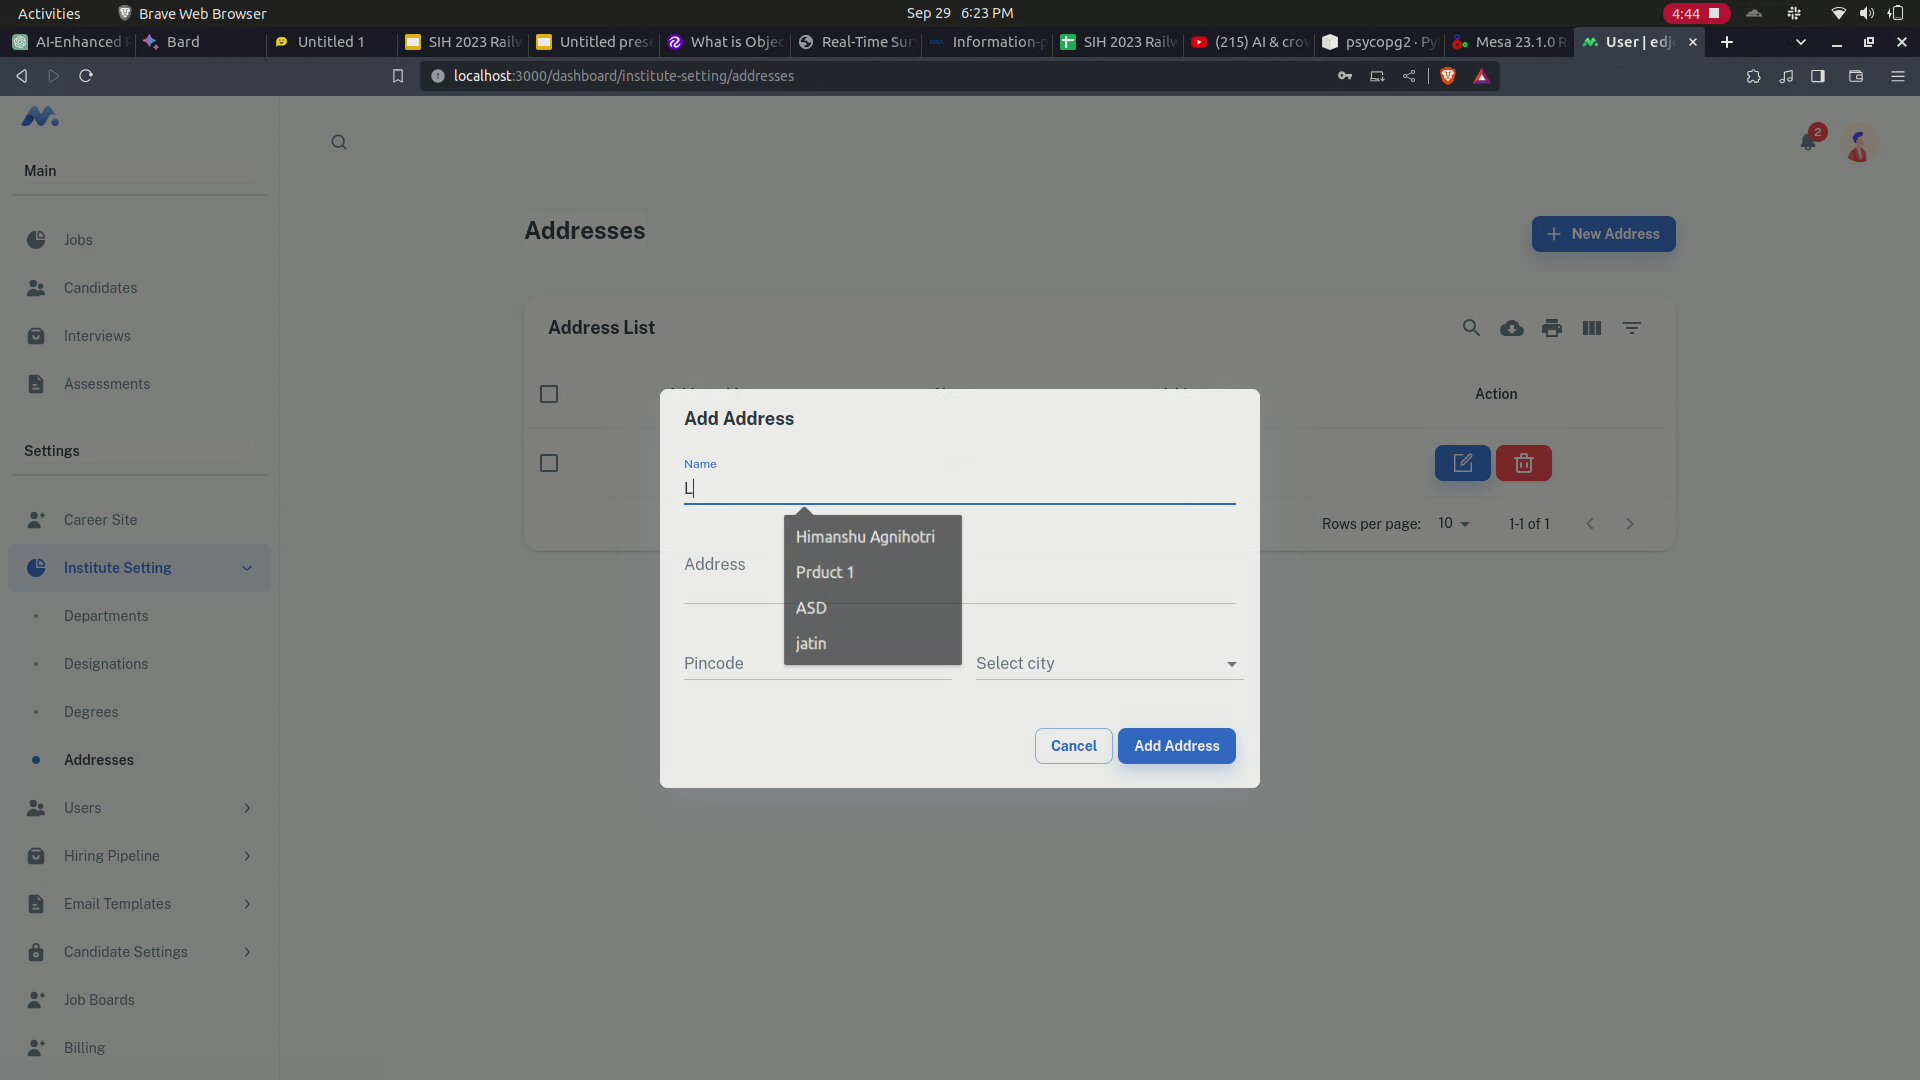 Activities
Brave Web Browser
Sep 29 6:23 PM
4:44
AI-Enhanced
Bard
Untitled 1
SIH 2023 Railw
Untitled prese
What is Objec
Real-Time Sur
Information-p
SIH 2023 Railw
(215) AI & crow
psycopg2 · Py
Mesa 23.1.0 R
User | edjo
localhost:3000/dashboard/institute-setting/addresses
2
Main
Jobs
Candidates
Interviews
Assessments
Settings
Career Site
Institute Setting
Departments
Designations
Degrees
Addresses
Users
Hiring Pipeline
Email Templates
Candidate Settings
Job Boards
Billing
Addresses
New Address
Address List
Action
Rows per page: 10
1-1 of 1
Add Address
Name
L
Himanshu Agnihotri
Prduct 1
ASD
jatin
Address
Pincode
Select city
Cancel
Add Address